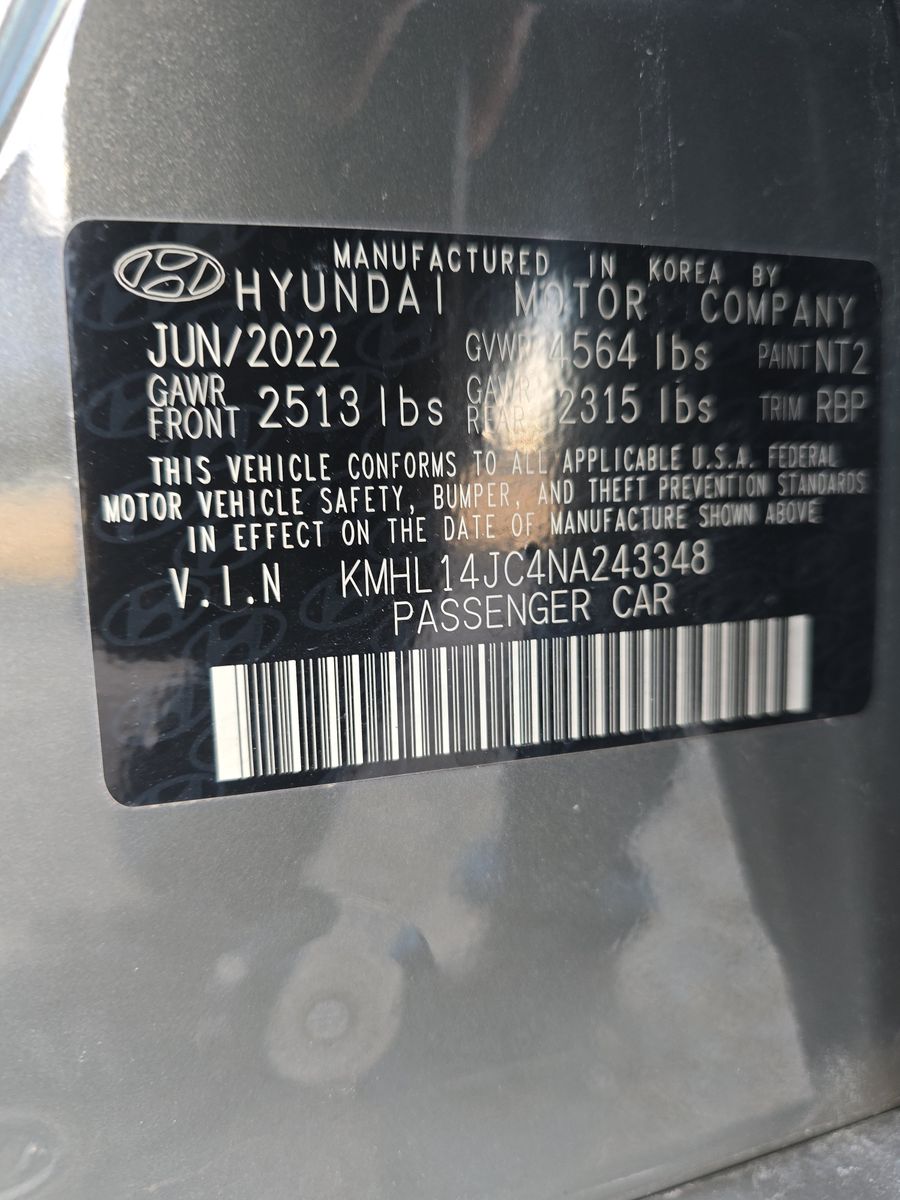 MANUFACTURED IN KOREA BY
HYUNDAI MOTOR COMPANY
JUN/2022 GVWR 4564 lbs PAINT NT2
GAWR FRONT 2513 lbs GAWR REAR 2315 lbs TRIM RBP
THIS VEHICLE CONFORMS TO ALL APPLICABLE U.S.A. FEDERAL
MOTOR VEHICLE SAFETY, BUMPER, AND THEFT PREVENTION STANDARDS
IN EFFECT ON THE DATE OF MANUFACTURE SHOWN ABOVE
V.I.N KMHL14JC4NA243348
PASSENGER CAR